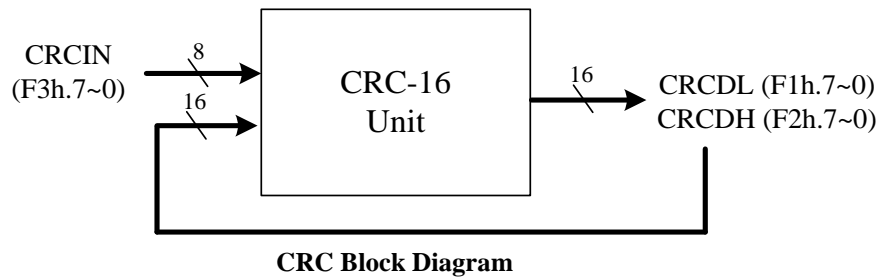 CRCIN
(F3h.7~0)
8
16
CRC-16
Unit
16
CRCDL (F1h.7~0)
CRCDH (F2h.7~0)
CRC Block Diagram